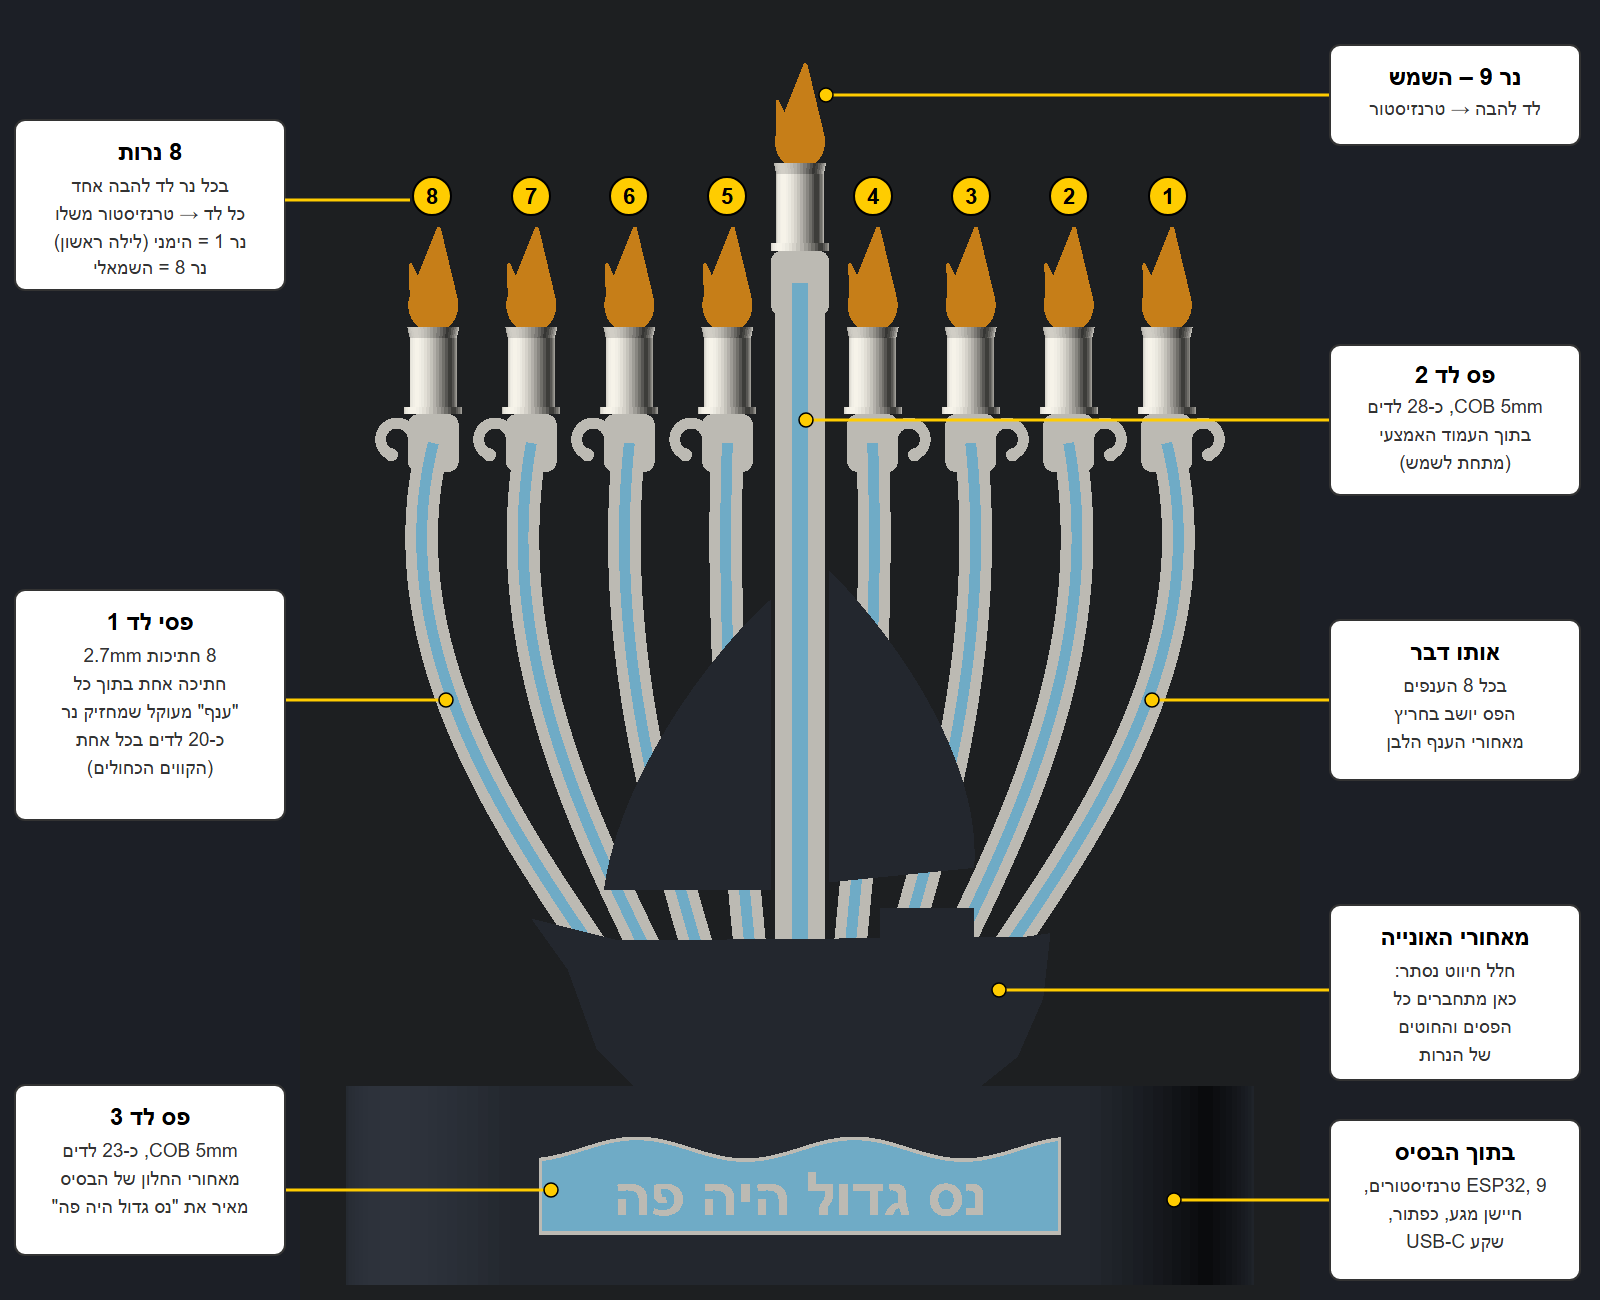 נר 9 – השמש
לד להבה → טרנזיסטור
8 נרות
בכל נר לד להבה אחד
כל לד → טרנזיסטור משלו
נר 1 = הימני (לילה ראשון)
נר 8 = השמאלי
8
7
6
5
4
3
2
1
פס לד 2
COB 5mm, כ-28 לדים
בתוך העמוד האמצעי
(מתחת לשמש)
פסי לד 1
8 חתיכות 2.7mm
חתיכה אחת בתוך כל
"ענף" מעוקל שמחזיק נר
כ-20 לדים בכל אחת
(הקווים הכחולים)
אותו דבר
בכל 8 הענפים
הפס יושב בחריץ
מאחורי הענף הלבן
מאחורי האונייה
חלל חיווט נסתר:
כאן מתחברים כל
הפסים והחוטים
של הנרות
פס לד 3
COB 5mm, כ-23 לדים
מאחורי החלון של הבסיס
מאיר את "נס גדול היה פה"
נס גדול היה פה
בתוך הבסיס
ESP32, 9 טרנזיסטורים,
חיישן מגע, כפתור,
שקע USB-C